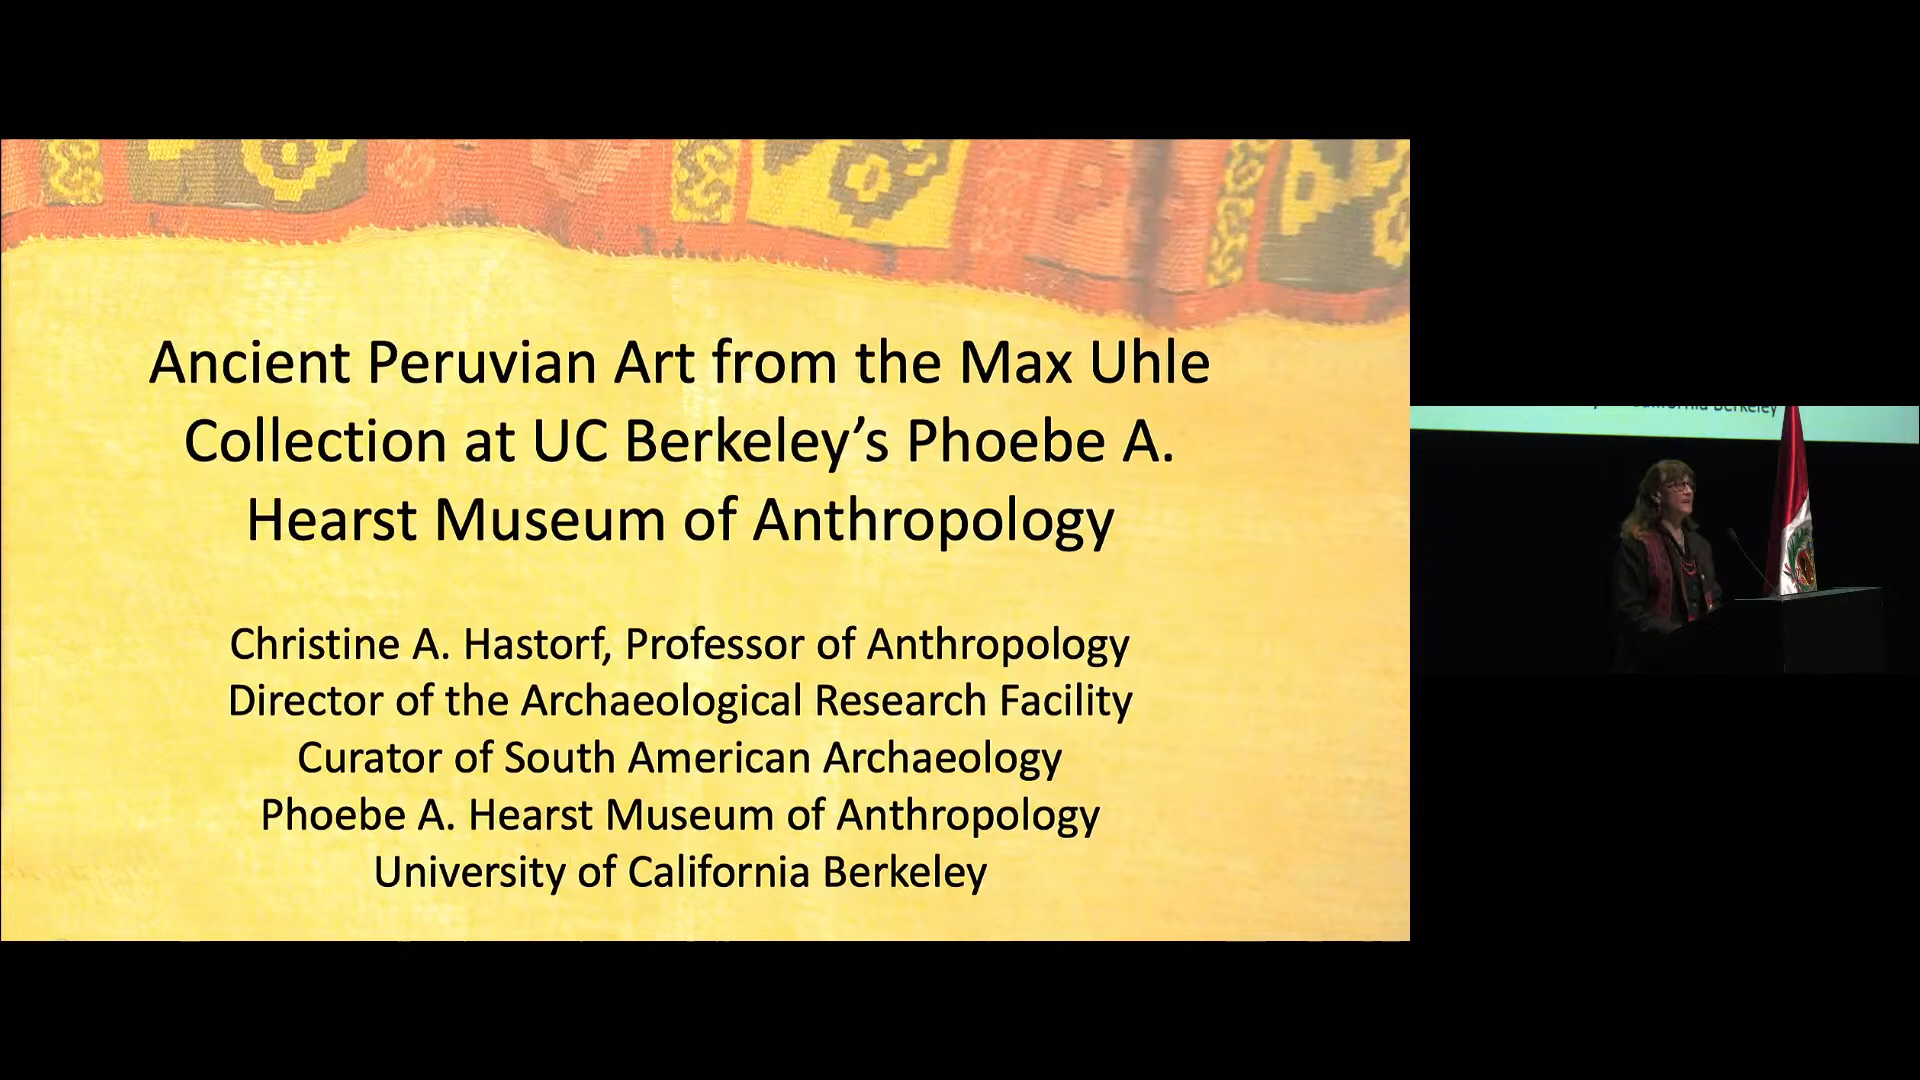 Ancient Peruvian Art from the Max Uhle
Collection at UC Berkeley’s Phoebe A.
Hearst Museum of Anthropology
Christine A. Hastorf, Professor of Anthropology
Director of the Archaeological Research Facility
Curator of South American Archaeology
Phoebe A. Hearst Museum of Anthropology
University of California Berkeley
California Berkeley